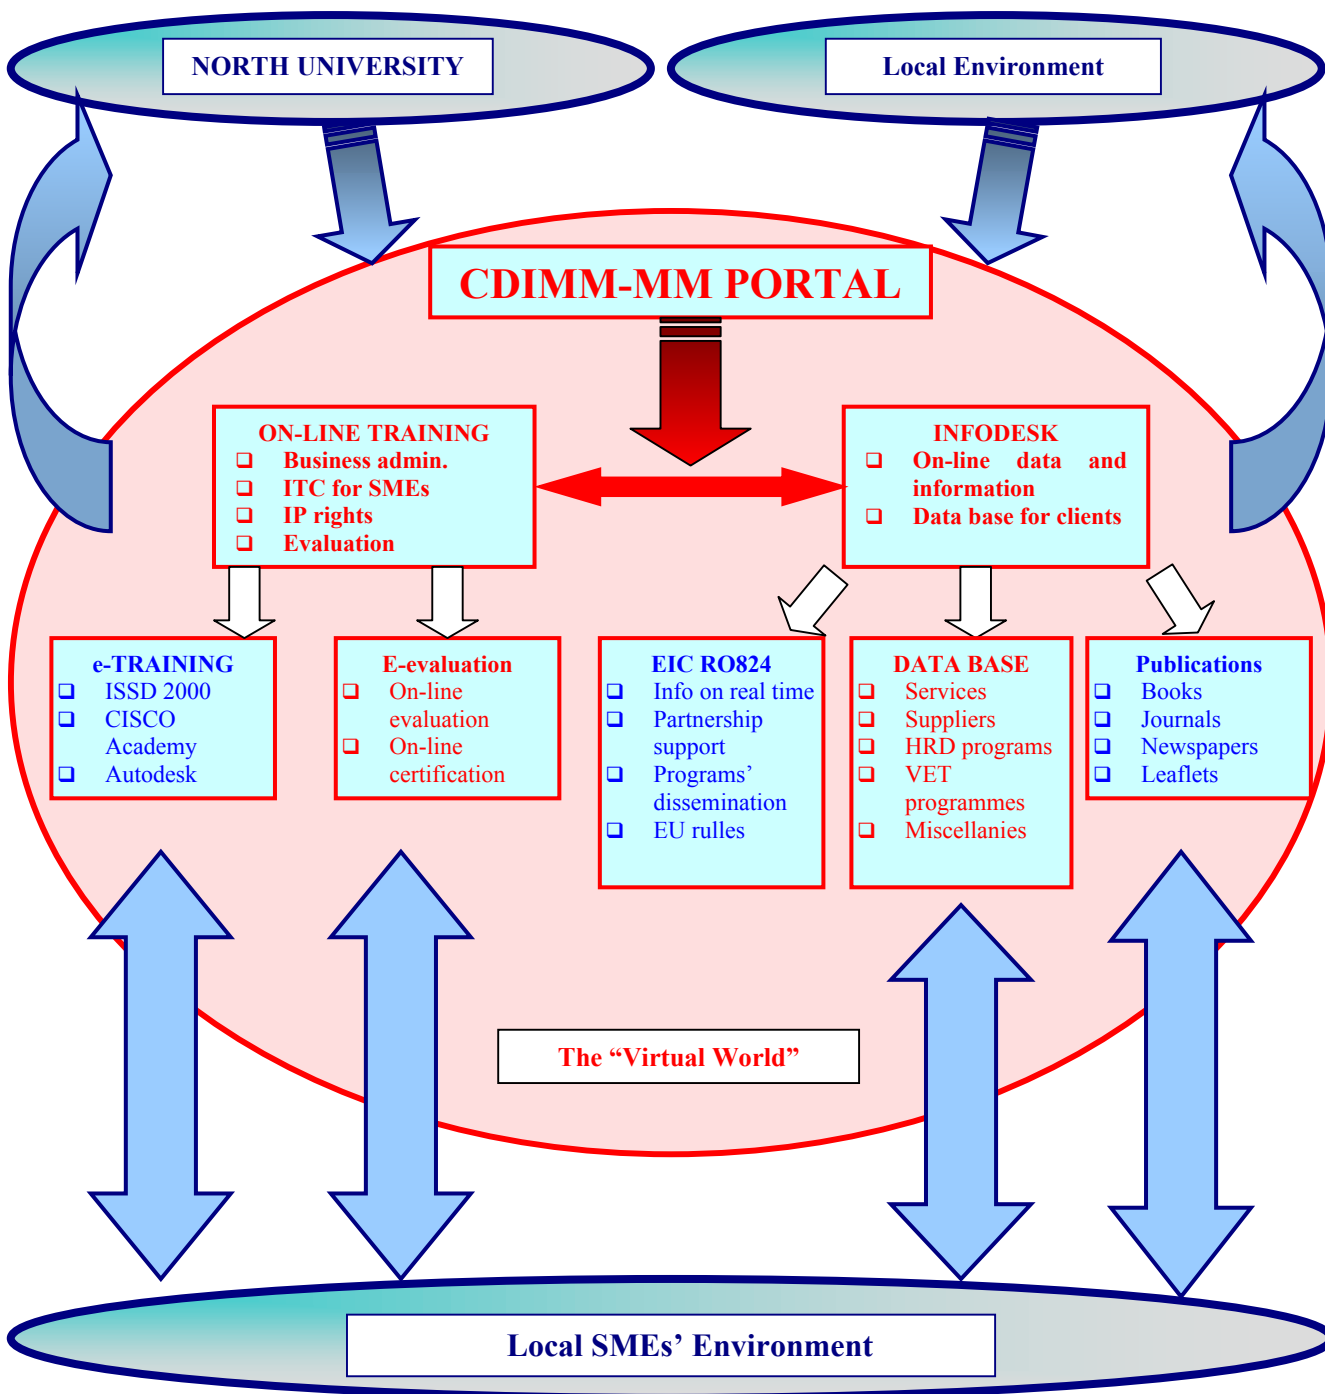 NORTH UNIVERSITY
Local Environment
CDIMM-MM PORTAL
ON-LINE TRAINING
❑ Business admin.
❑ ITC for SMEs
❑ IP rights
❑ Evaluation
INFODESK
❑ On-line data and
information
❑ Data base for clients
e-TRAINING
❑ ISSD 2000
❑ CISCO
Academy
❑ Autodesk
E-evaluation
❑ On-line
evaluation
❑ On-line
certification
EIC RO824
❑ Info on real time
❑ Partnership
support
❑ Programs’
dissemination
❑ EU rulles
DATA BASE
❑ Services
❑ Suppliers
❑ HRD programs
❑ VET
programmes
❑ Miscellanies
Publications
❑ Books
❑ Journals
❑ Newspapers
❑ Leaflets
The “Virtual World”
Local SMEs’ Environment